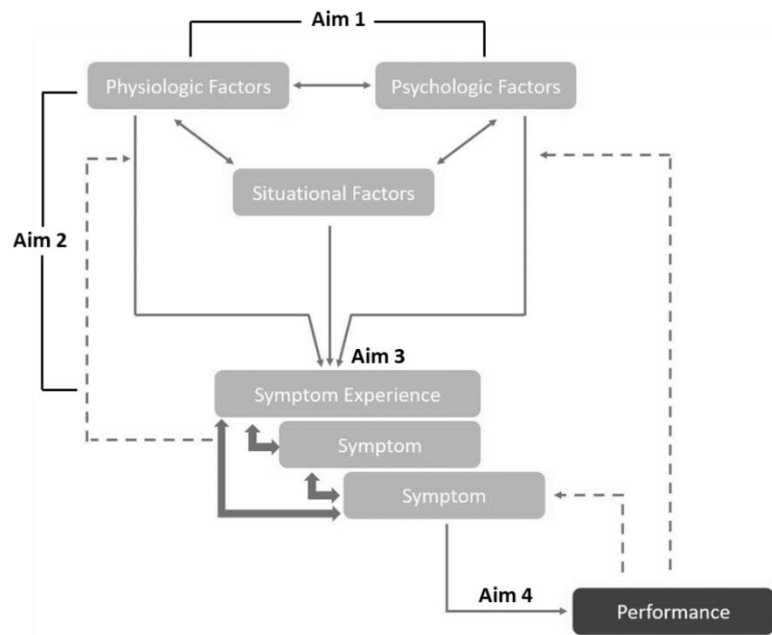 Aim 1
Physiologic Factors
Psychologic Factors
Situational Factors
Aim 2
Aim 3
Symptom Experience
Symptom
Symptom
Aim 4
Performance